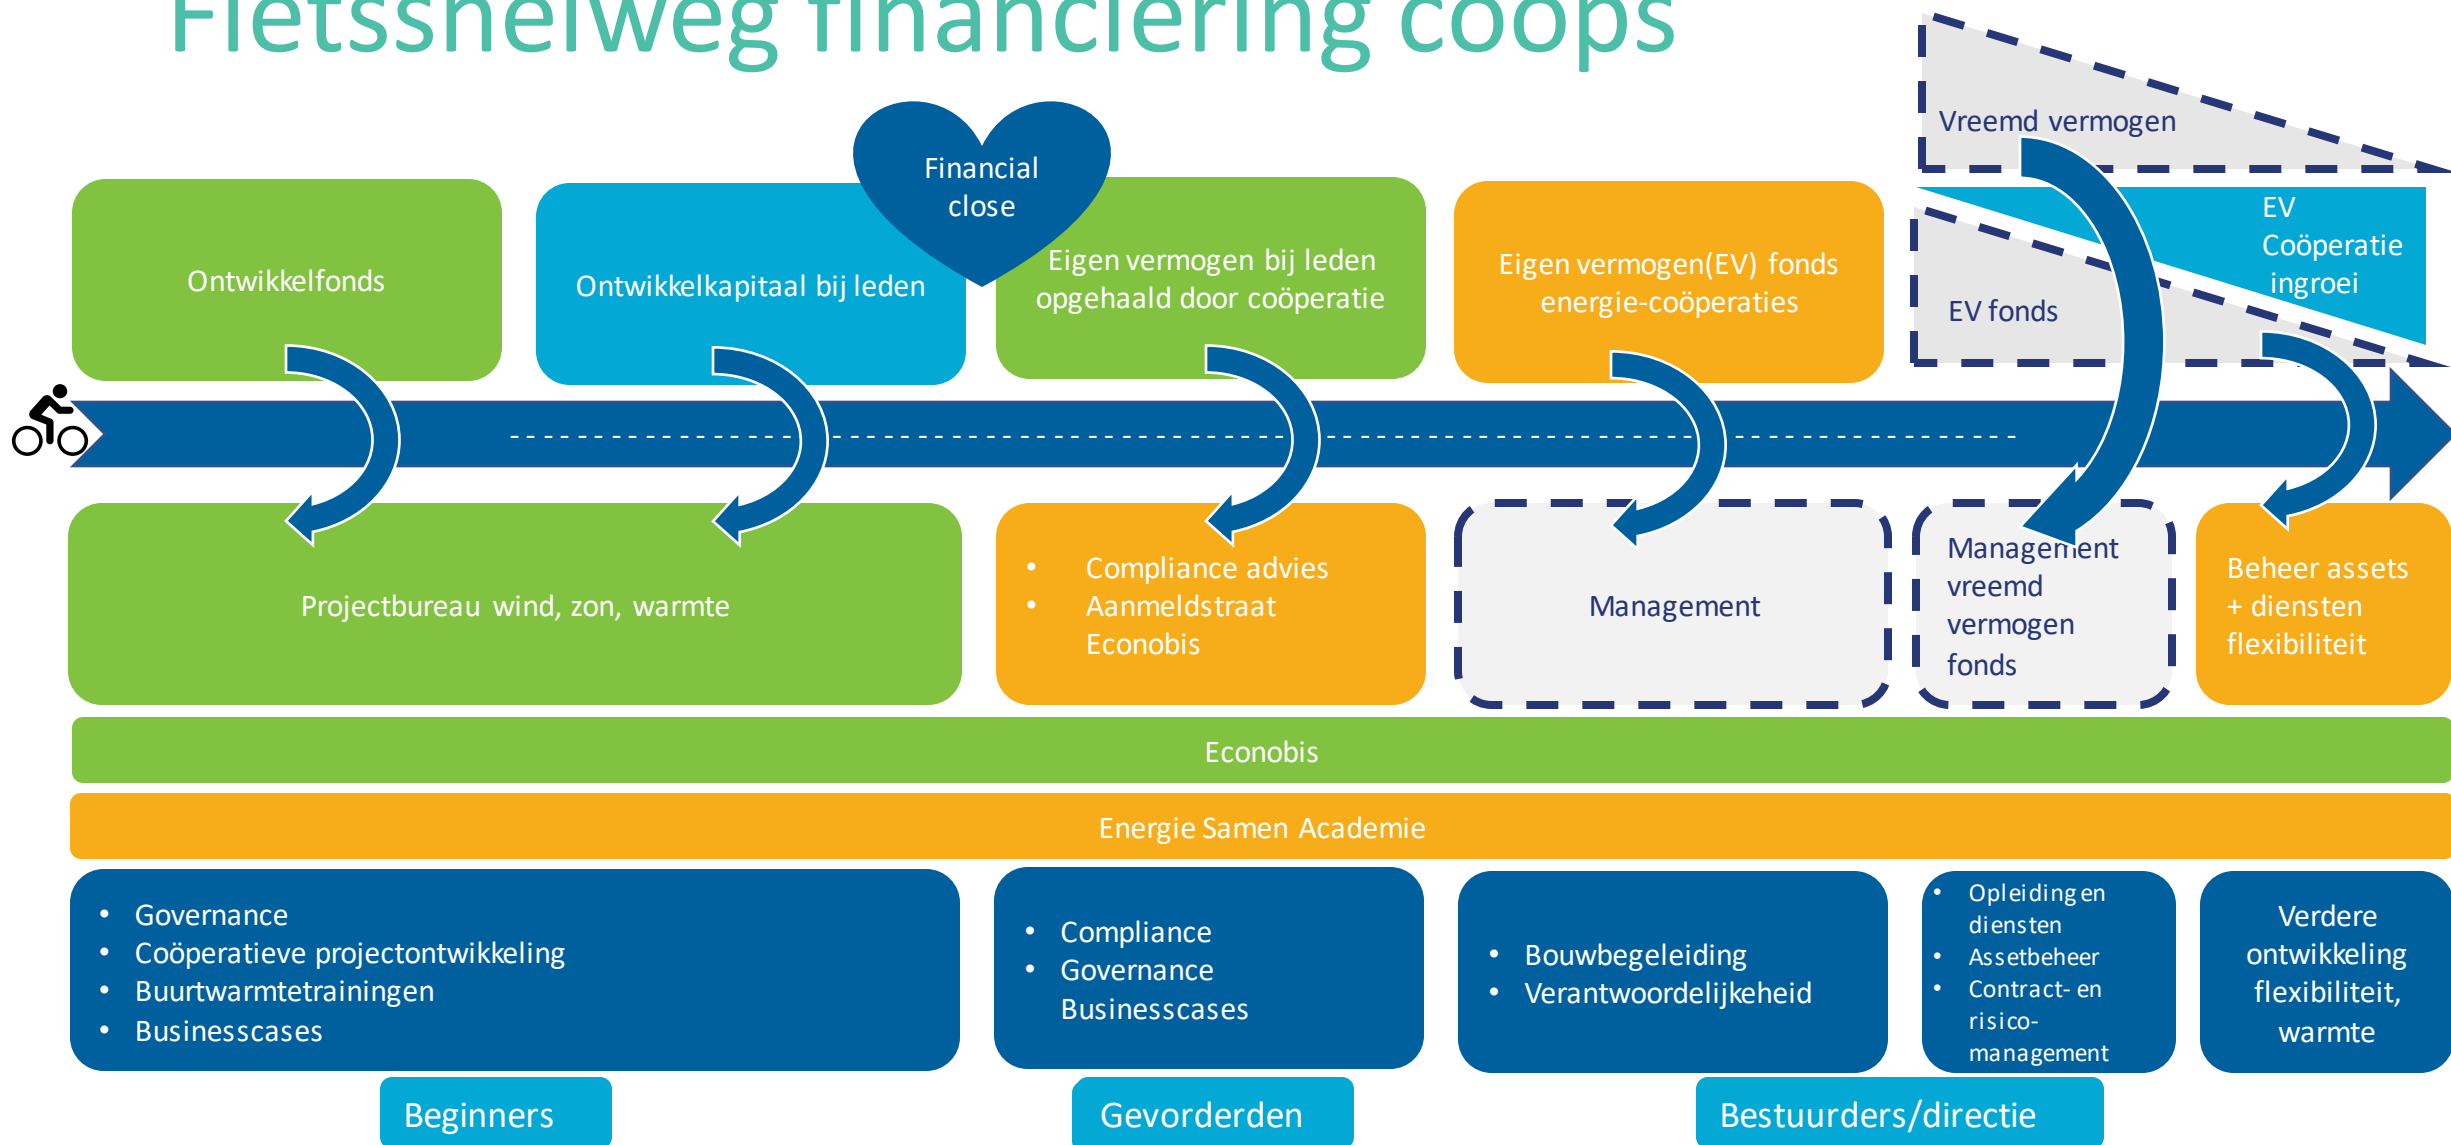 Fietssnelweg financiering coops
Vreemd vermogen
Financial
close
EV
Coöperatie
ingroei
EV fonds
Ontwikkelfonds
Ontwikkelkapitaal bij leden
Eigen vermogen bij leden
opgehaald door coöperatie
Eigen vermogen(EV) fonds
energie-coöperaties
Projectbureau wind, zon, warmte
• Compliance advies
• Aanmeldstraat
Econobis
Management
Management
vreemd
vermogen
fonds
Beheer assets
+ diensten
flexibiliteit
Econobis
Energie Samen Academie
• Governance
• Coöperatieve projectontwikkeling
• Buurtwarmtetrainingen
• Businesscases
• Compliance
• Governance
Businesscases
• Bouwbegeleiding
• Verantwoordelijkeheid
• Opleiding en
diensten
• Assetbeheer
• Contract- en
risico-
management
Verdere
ontwikkeling
flexibiliteit,
warmte
Beginners
Gevorderden
Bestuurders/directie